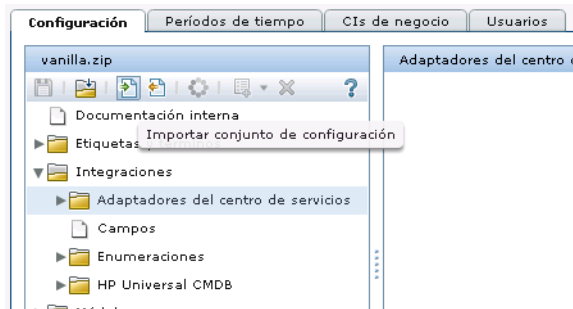 Configuración Períodos de tiempo CIs de negocio Usuarios
vanilla.zip Adaptadores del centro
?
Documentación interna
Importar conjunto de configuración
Etiquetas y términos
Integraciones
Adaptadores del centro de servicios
Campos
Enumeraciones
HP Universal CMDB